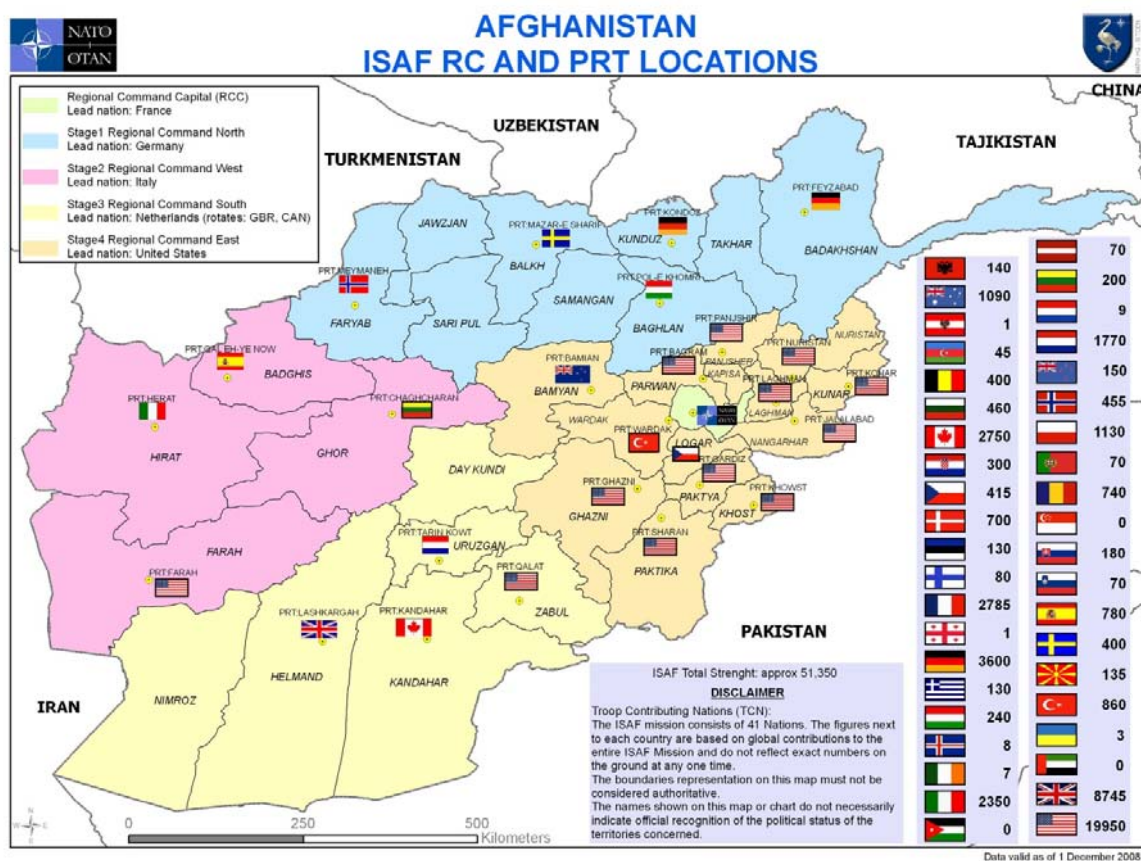 NATO
OTAN
AFGHANISTAN
ISAF RC AND PRT LOCATIONS
Regional Command Capital (RCC)
Lead nation: France
Stage1 Regional Command North
Lead nation: Germany
Stage2 Regional Command West
Lead nation: Italy
Stage3 Regional Command South
Lead nation: Netherlands (rotates: GBR, CAN)
Stage4 Regional Command East
Lead nation: United States
CHINA
UZBEKISTAN
TURKMENISTAN
TAJIKISTAN
PRT:FEYZABAD
JAWZJAN
PRT:MAZAR-E SHARIF
PRT:KONDOZ
KUNDUZ
TAKHAR
BADAKHSHAN
BALKH
PRT:MEYMANEH
PRT:POL-E KHOMRI
SAMANGAN
FARYAB
SARI PUL
BAGHLAN
PRT:PANJSHIR
NURISTAN
PRT:QALEH-YE NOW
BADGHIS
PRT:BAMIAN
PRT:BAGRAM
PANJSHER
PRT:NURISTAN
KAPISA
PRT:KONAR
PARWAN
PRT:LAGHMAN
BAMYAN
KUNAR
PRT:HERAT
PRT:CHAGHCHARAN
LAGHMAN
WARDAK
NATO
OTAN
PRT:JALALABAD
PRT:WARDAK
LOGAR
NANGARHAR
HIRAT
GHOR
DAY KUNDI
PRT:GARDIZ
PRT:GHAZNI
PAKTYA
PRT:KHOWST
GHAZNI
KHOST
PRT:TARIN KOWT
URUZGAN
PRT:SHARAN
FARAH
PRT:FARAH
PRT:QALAT
PAKTIKA
ZABUL
PRT:LASHKARGAH
PRT:KANDAHAR
PAKISTAN
HELMAND
KANDAHAR
NIMROZ
IRAN
ISAF Total Strenght: approx 51,350
DISCLAIMER
Troop Contributing Nations (TCN):
The ISAF mission consists of 41 Nations. The figures next
to each country are based on global contributions to the
entire ISAF Mission and do not reflect exact numbers on
the ground at any one time.
The boundaries representation on this map must not be
considered authoritative.
The names shown on this map or chart do not necessarily
indicate official recognition of the political status of the
territories concerned.
140
1090
1
45
400
460
2750
300
415
700
130
80
2785
1
3600
130
240
8
7
2350
0
70
200
9
1770
150
455
1130
70
740
0
180
70
780
400
135
860
3
0
8745
19950
N
W
E
S
0
250
500
Kilometers
Data valid as of 1 December 2008